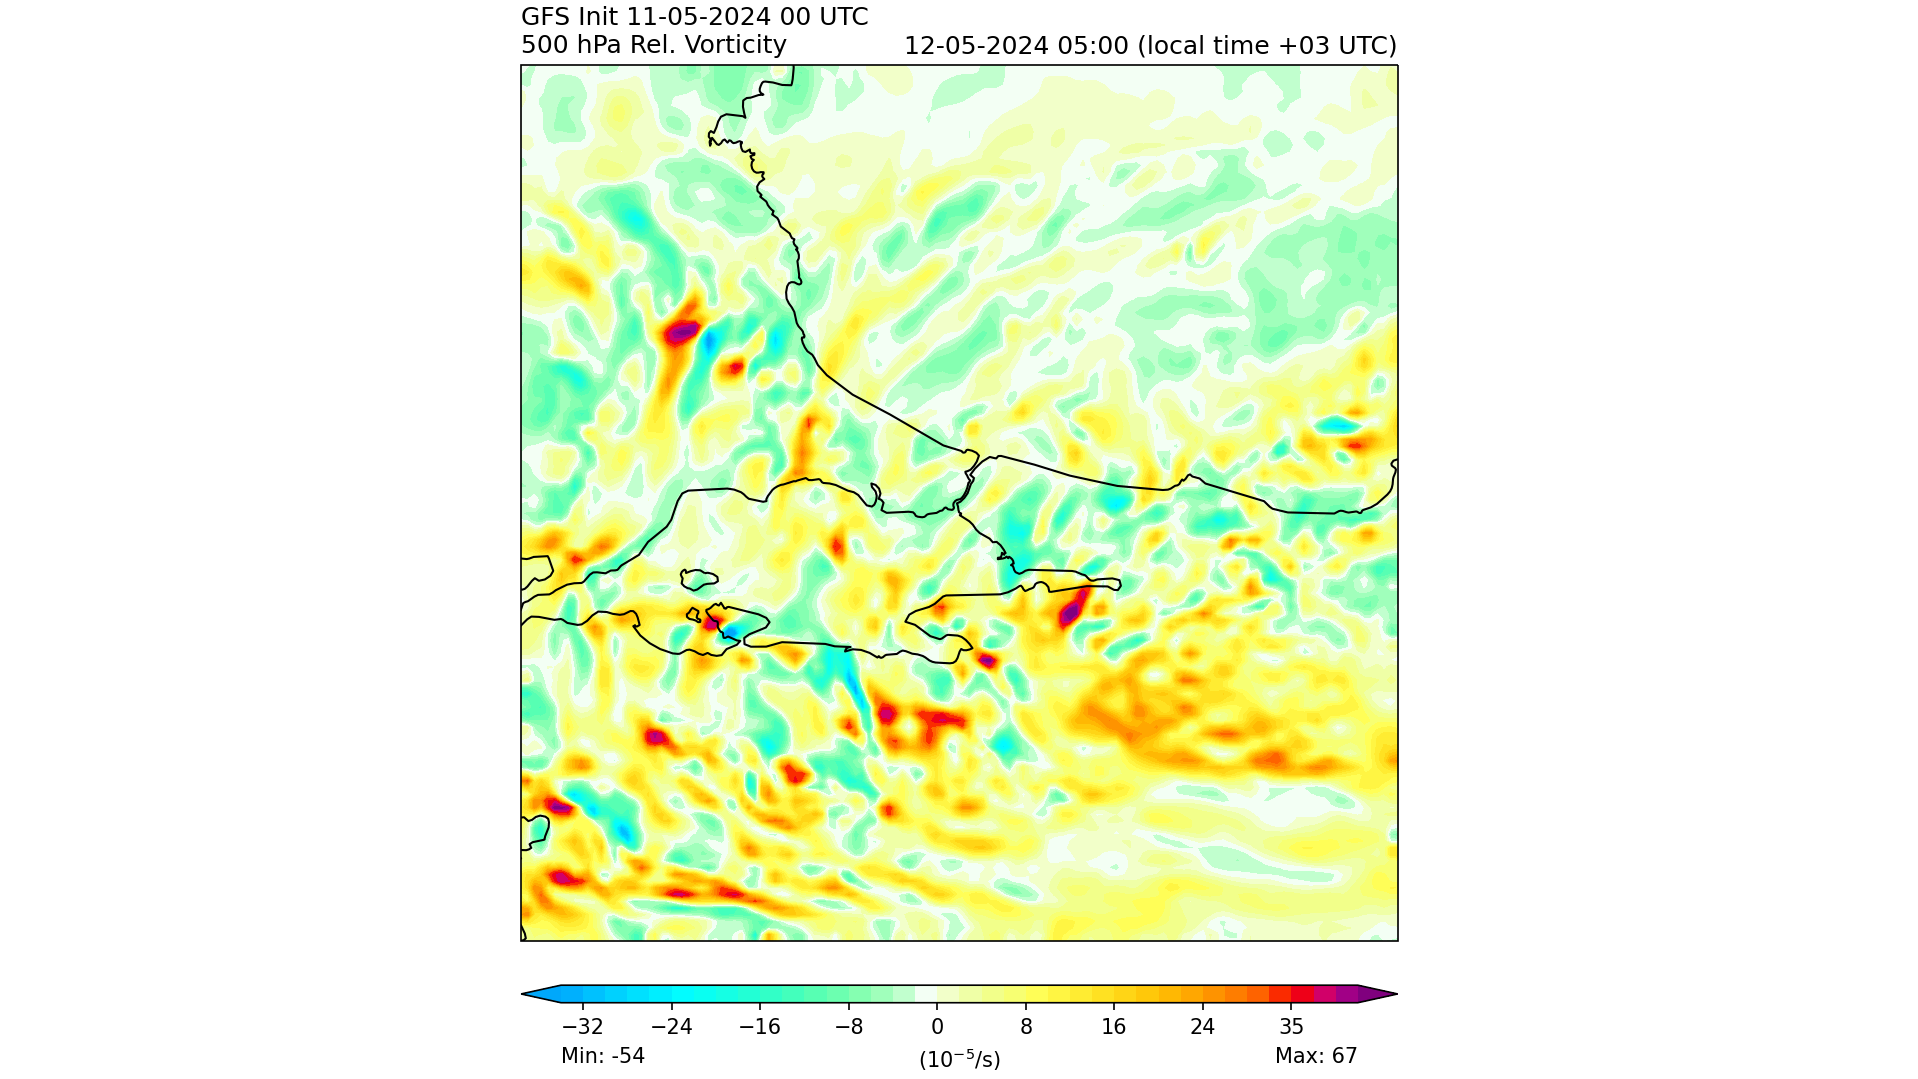 GFS Init 11-05-2024 00 UTC
500 hPa Rel. Vorticity
12-05-2024 05:00 (local time +03 UTC)
−32 −24 −16 −8 0 8 16 24 35
Min: -54
(10⁻⁵/s)
Max: 67